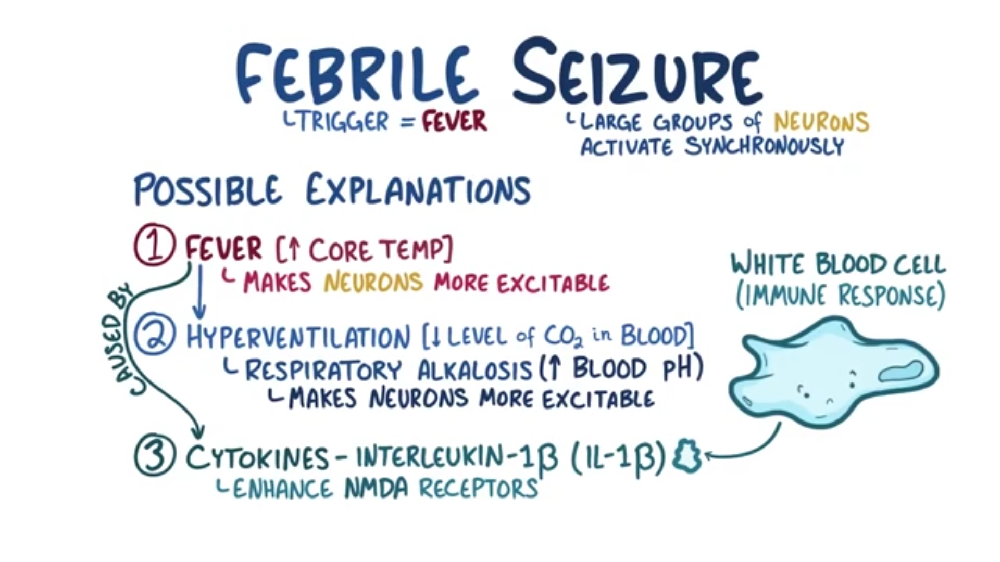 FEBRILE SEIZURE
└TRIGGER = FEVER
└LARGE GROUPS of NEURONS
ACTIVATE SYNCHRONOUSLY
POSSIBLE EXPLANATIONS
① FEVER [↑ CORE TEMP]
└ MAKES NEURONS MORE EXCITABLE
CAUSED BY
② HYPERVENTILATION [↓ LEVEL of CO₂ in BLOOD]
└ RESPIRATORY ALKALOSIS (↑ BLOOD pH)
└MAKES NEURONS MORE EXCITABLE
③ CYTOKINES - INTERLEUKIN-1β (IL-1β)
└ENHANCE NMDA RECEPTORS
WHITE BLOOD CELL
(IMMUNE RESPONSE)